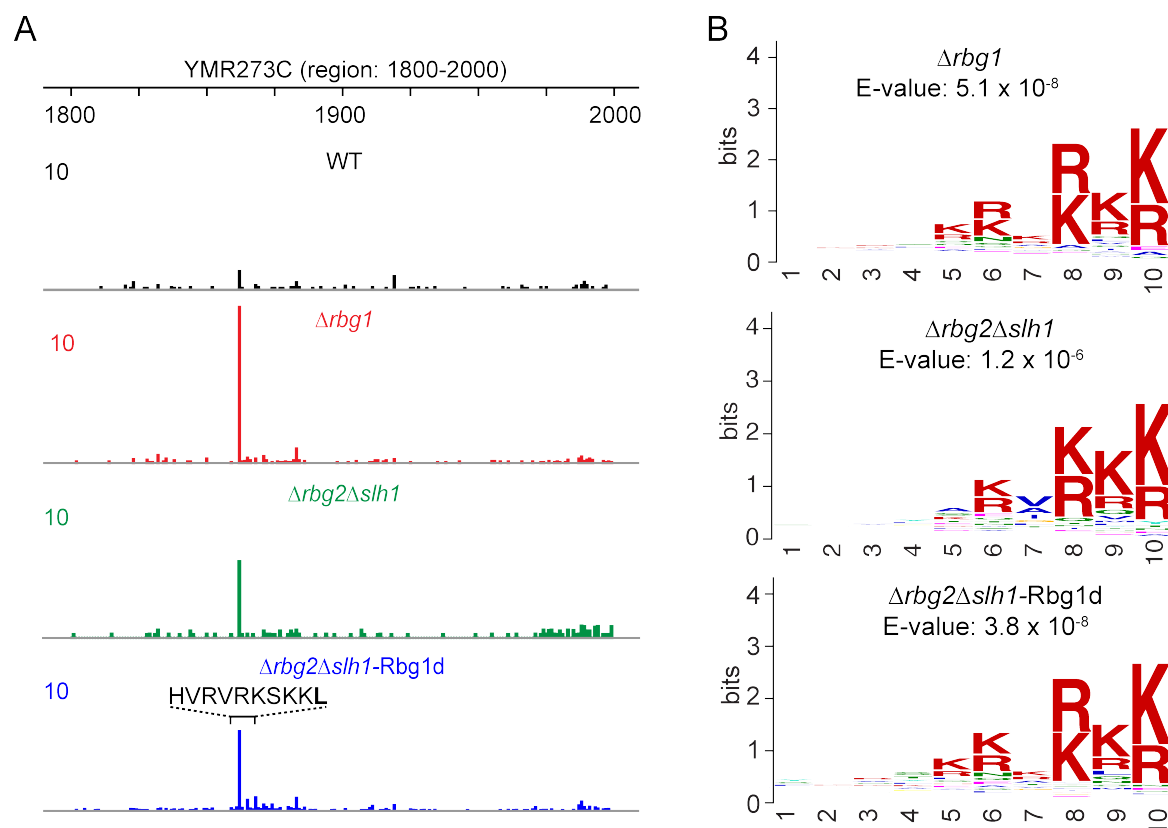 A
YMR273C (region: 1800-2000)
1800 1900 2000
WT
10
Δrbg1
10
Δrbg2Δslh1
10
Δrbg2Δslh1-Rbg1d
10
HVRVRKSKKL
B
Δrbg1
E-value: 5.1 x 10-8
bits
4
3
2
1
0
1 2 3 4 5 6 7 8 9 10
Δrbg2Δslh1
E-value: 1.2 x 10-6
bits
4
3
2
1
0
1 2 3 4 5 6 7 8 9 10
Δrbg2Δslh1-Rbg1d
E-value: 3.8 x 10-8
bits
4
3
2
1
0
1 2 3 4 5 6 7 8 9 10